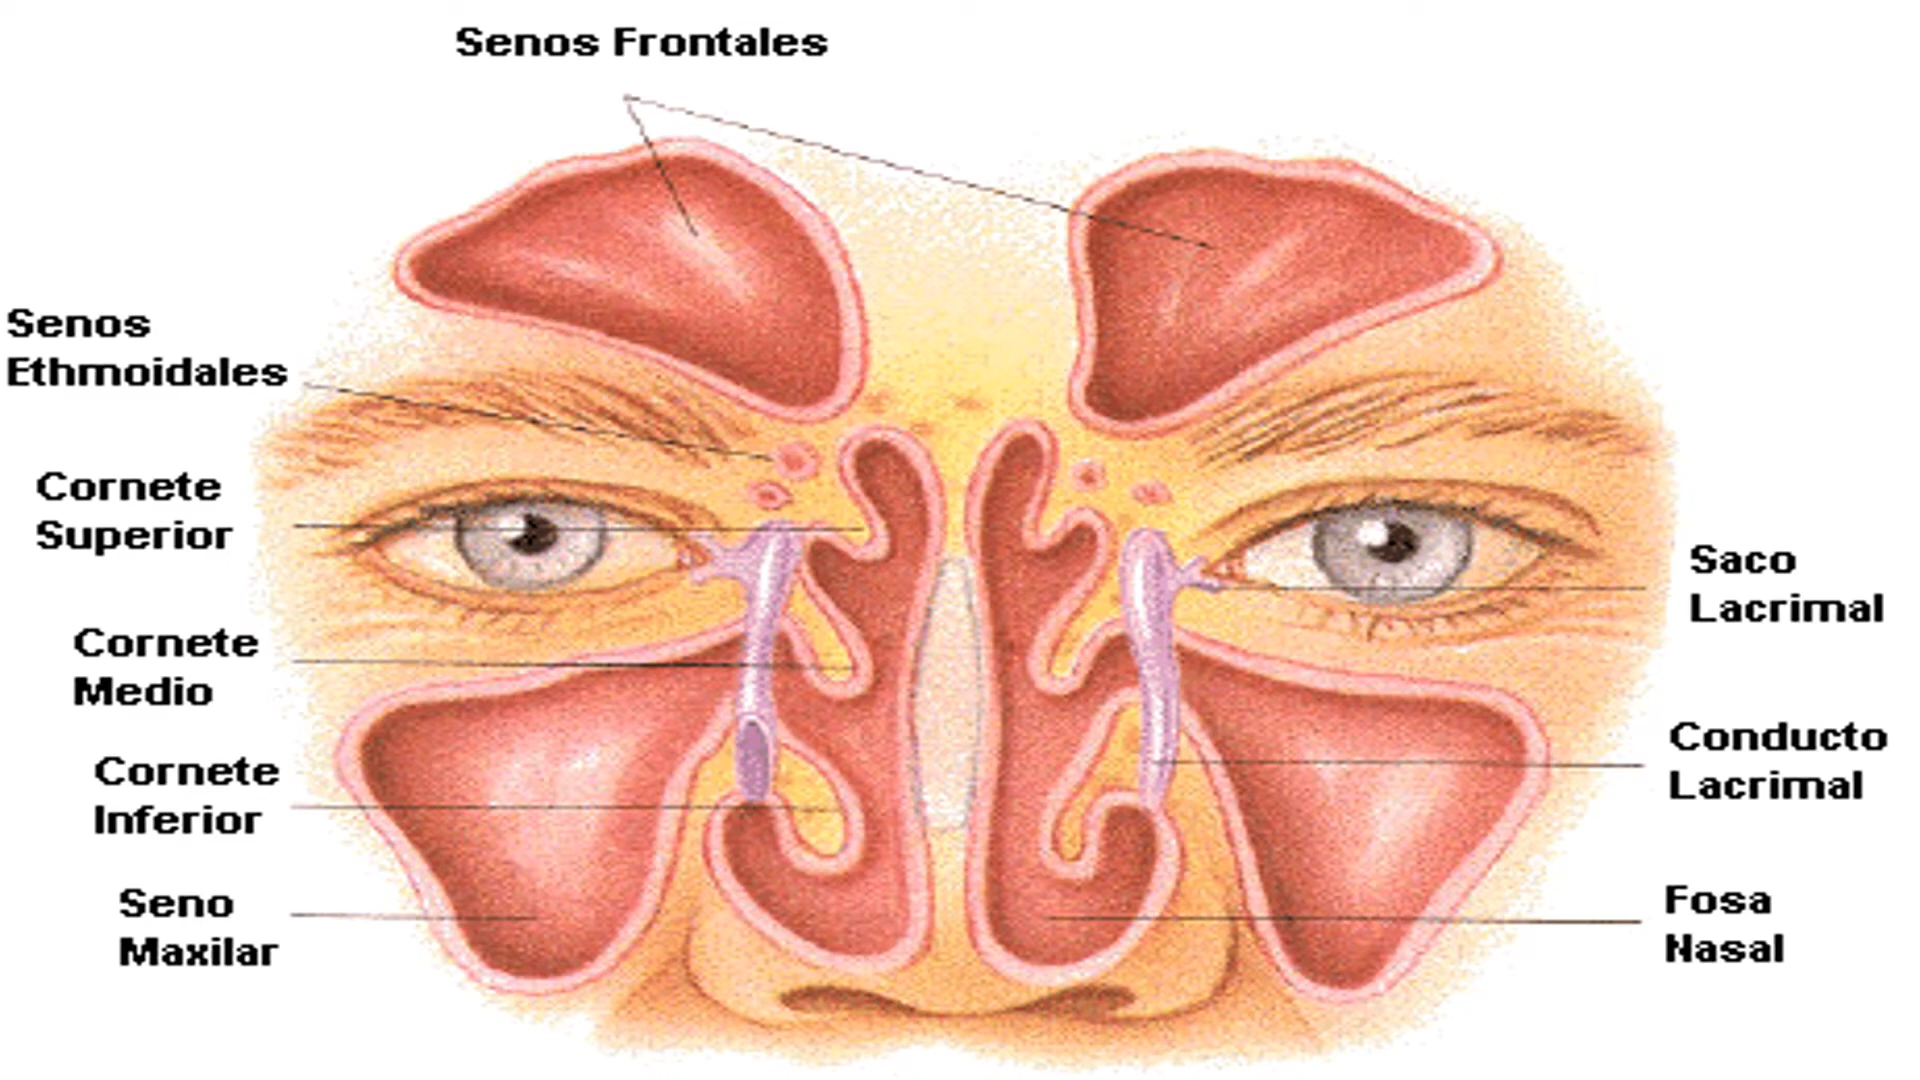 Senos Frontales
Senos
Ethmoidales
Cornete
Superior
Cornete
Medio
Cornete
Inferior
Seno
Maxilar
Saco
Lacrimal
Conducto
Lacrimal
Fosa
Nasal